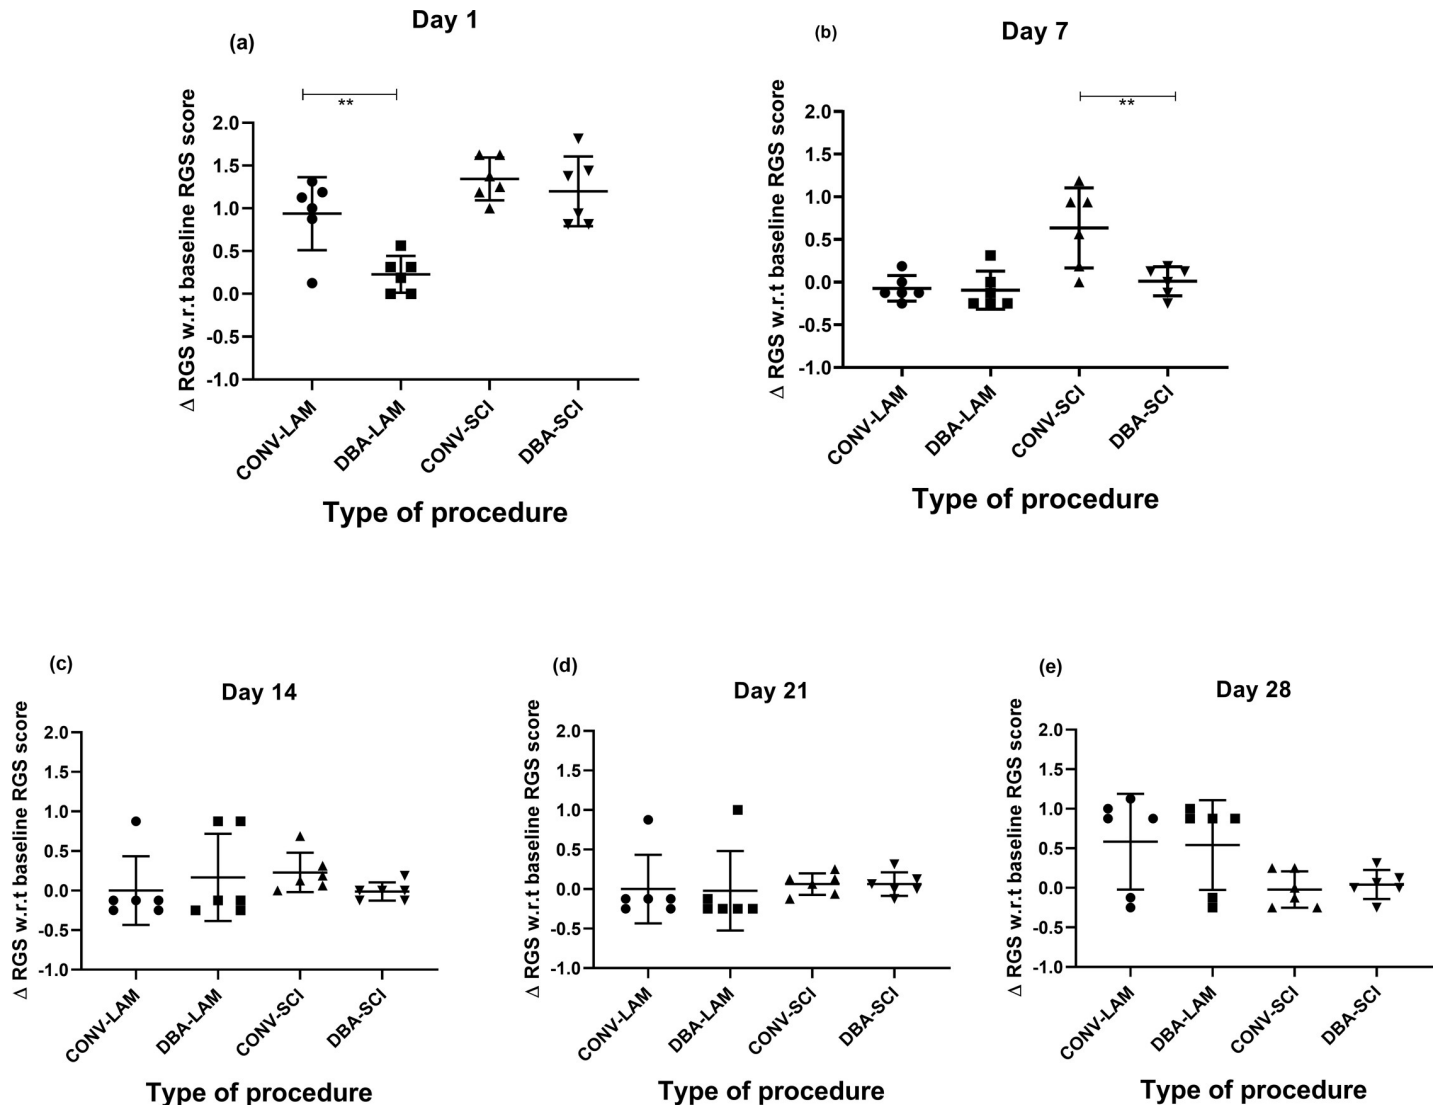 Day 1
(a)
Δ RGS w.r.t baseline RGS score
**
2.0
1.5
1.0
0.5
0.0
-0.5
-1.0
CONV-LAM
DBA-LAM
CONV-SCI
DBA-SCI
Type of procedure
(b)
Day 7
Δ RGS w.r.t baseline RGS score
**
2.0
1.5
1.0
0.5
0.0
-0.5
-1.0
CONV-LAM
DBA-LAM
CONV-SCI
DBA-SCI
Type of procedure
(c)
Day 14
Δ RGS w.r.t baseline RGS score
2.0
1.5
1.0
0.5
0.0
-0.5
-1.0
CONV-LAM
DBA-LAM
CONV-SCI
DBA-SCI
Type of procedure
(d)
Day 21
Δ RGS w.r.t baseline RGS score
2.0
1.5
1.0
0.5
0.0
-0.5
-1.0
CONV-LAM
DBA-LAM
CONV-SCI
DBA-SCI
Type of procedure
(e)
Day 28
Δ RGS w.r.t baseline RGS score
2.0
1.5
1.0
0.5
0.0
-0.5
-1.0
CONV-LAM
DBA-LAM
CONV-SCI
DBA-SCI
Type of procedure